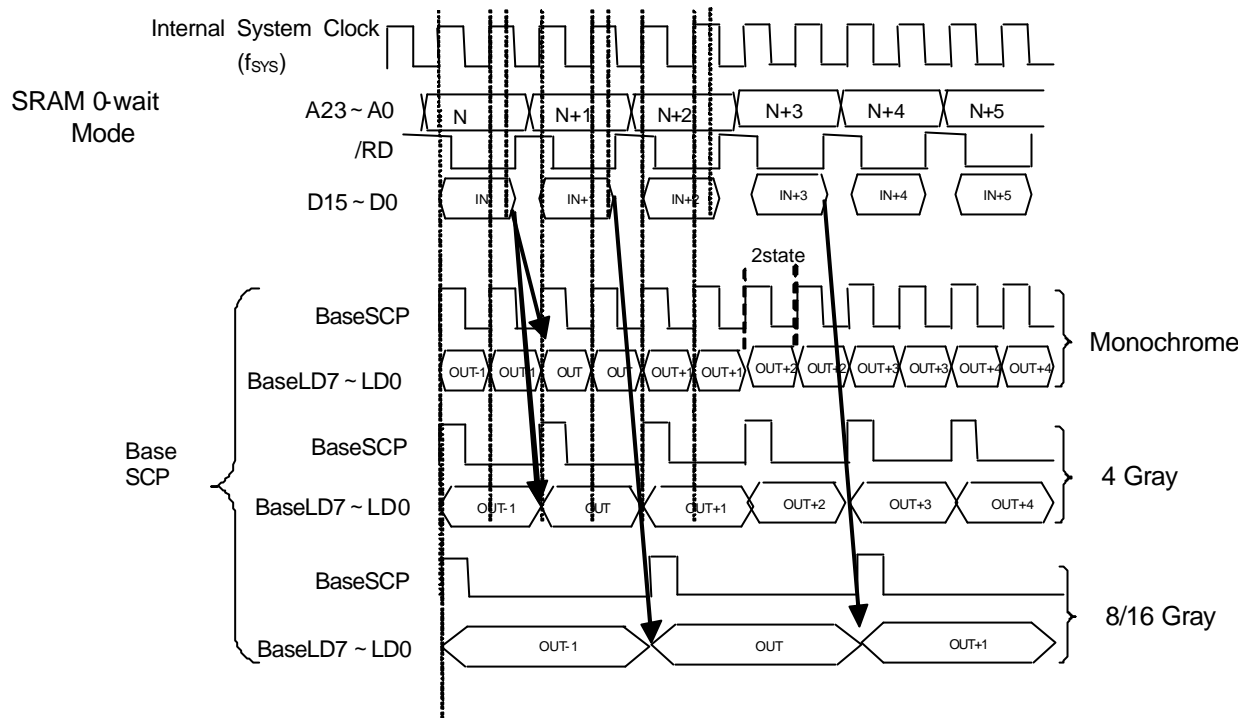 Internal System Clock
(fSYS)
SRAM 0-wait
Mode
A23 ~ A0
N
N+1
N+2
N+3
N+4
N+5
/RD
D15 ~ D0
IN
IN+
IN+2
IN+3
IN+4
IN+5
2state
BaseSCP
Monochrome
BaseLD7 ~ LD0
OUT-1
OUT-1
OUT
OUT
OUT+1
OUT+1
OUT+2
OUT+2
OUT+3
OUT+3
OUT+4
OUT+4
Base
SCP
BaseSCP
4 Gray
BaseLD7 ~ LD0
OUT-1
OUT
OUT+1
OUT+2
OUT+3
OUT+4
BaseSCP
8/16 Gray
BaseLD7 ~ LD0
OUT-1
OUT
OUT+1